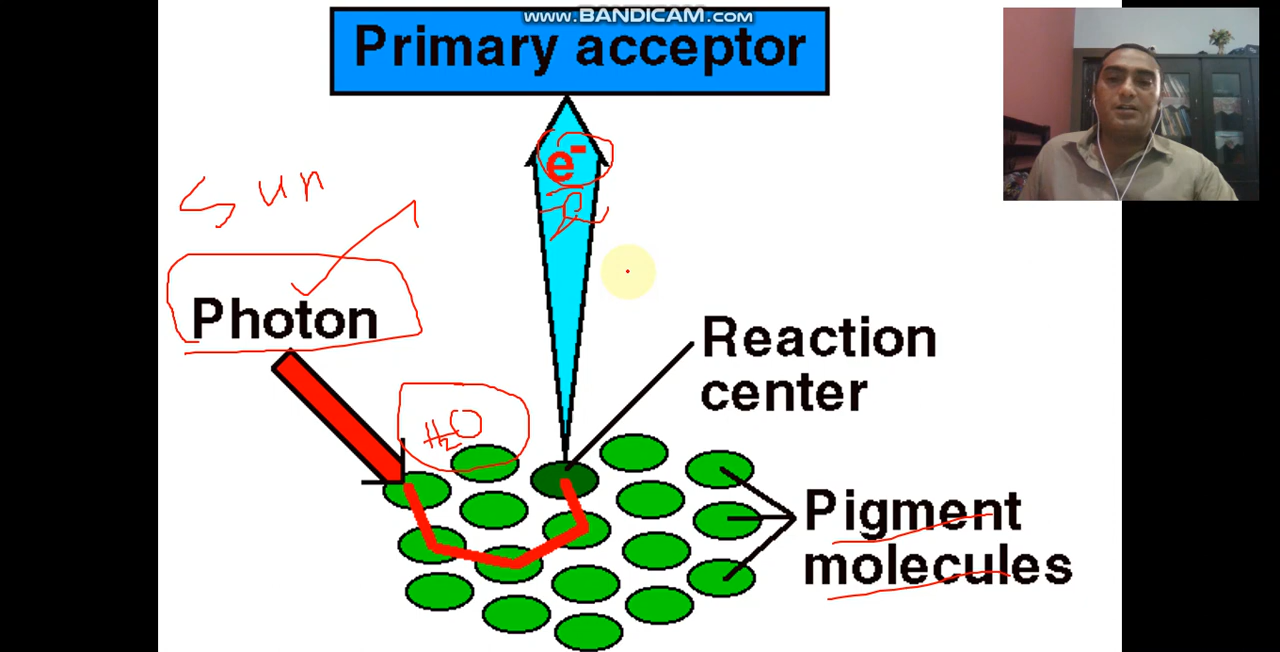 www.BANDICAM.com
Primary acceptor
e-
Sun
Photon
Reaction
center
H2O
Pigment
molecules